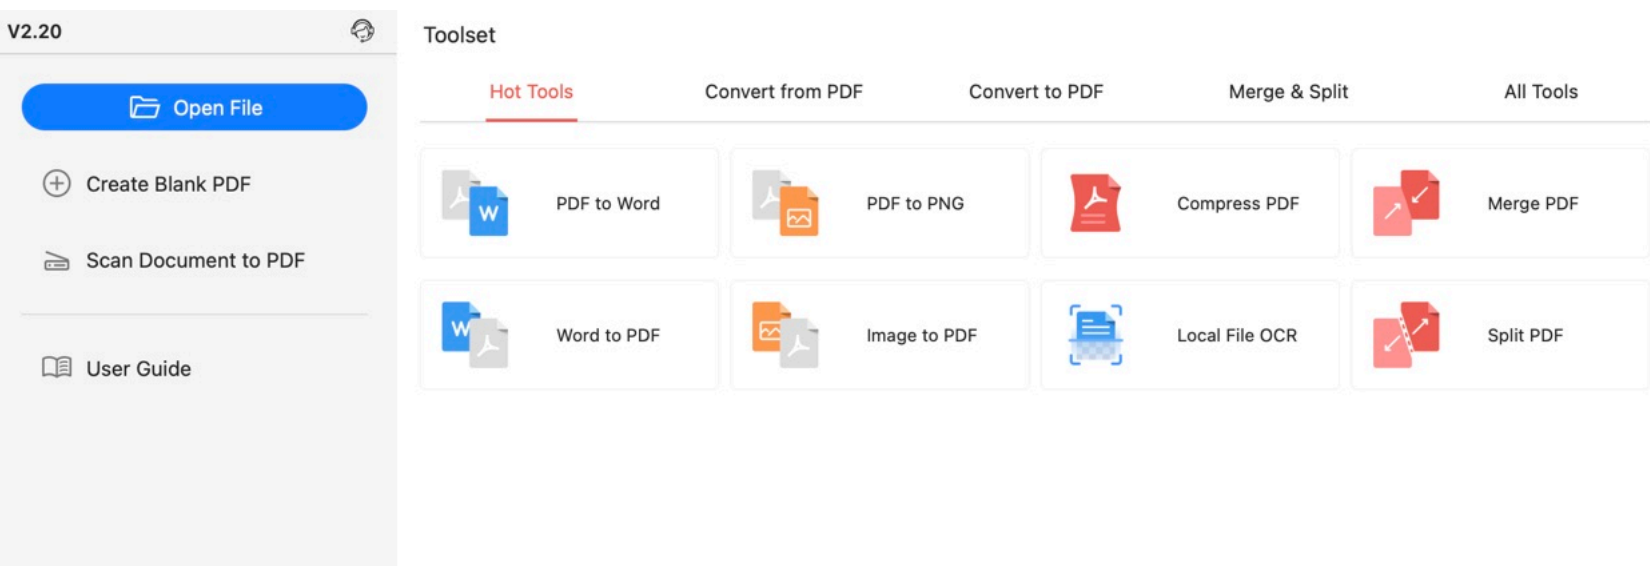 V2.20
Open File
Create Blank PDF
Scan Document to PDF
User Guide
Toolset
Hot Tools Convert from PDF Convert to PDF Merge & Split All Tools
W PDF to Word PDF to PNG Compress PDF Merge PDF
W Word to PDF Image to PDF Local File OCR Split PDF